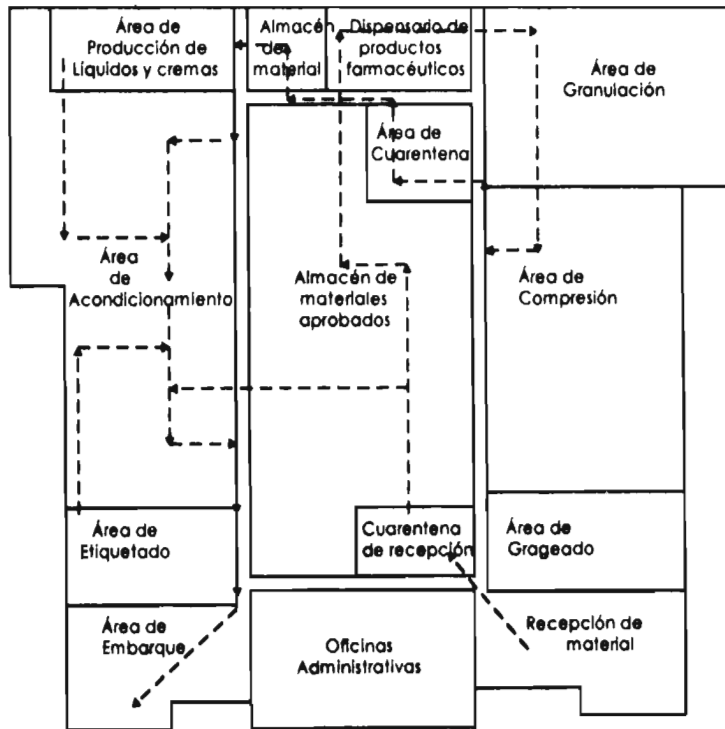 Área de
Producción de
Líquidos y cremas
Almacén
de
material
Dispensario de
productos
farmacéuticos
Área de
Granulación
Área de
Cuarentena
Área
de
Acondicionamiento
Almacén de
materiales
aprobados
Área de
Compresión
Área de
Etiquetado
Cuarentena
de recepción
Área de
Grageado
Área de
Embarque
Oficinas
Administrativas
Recepción de
material